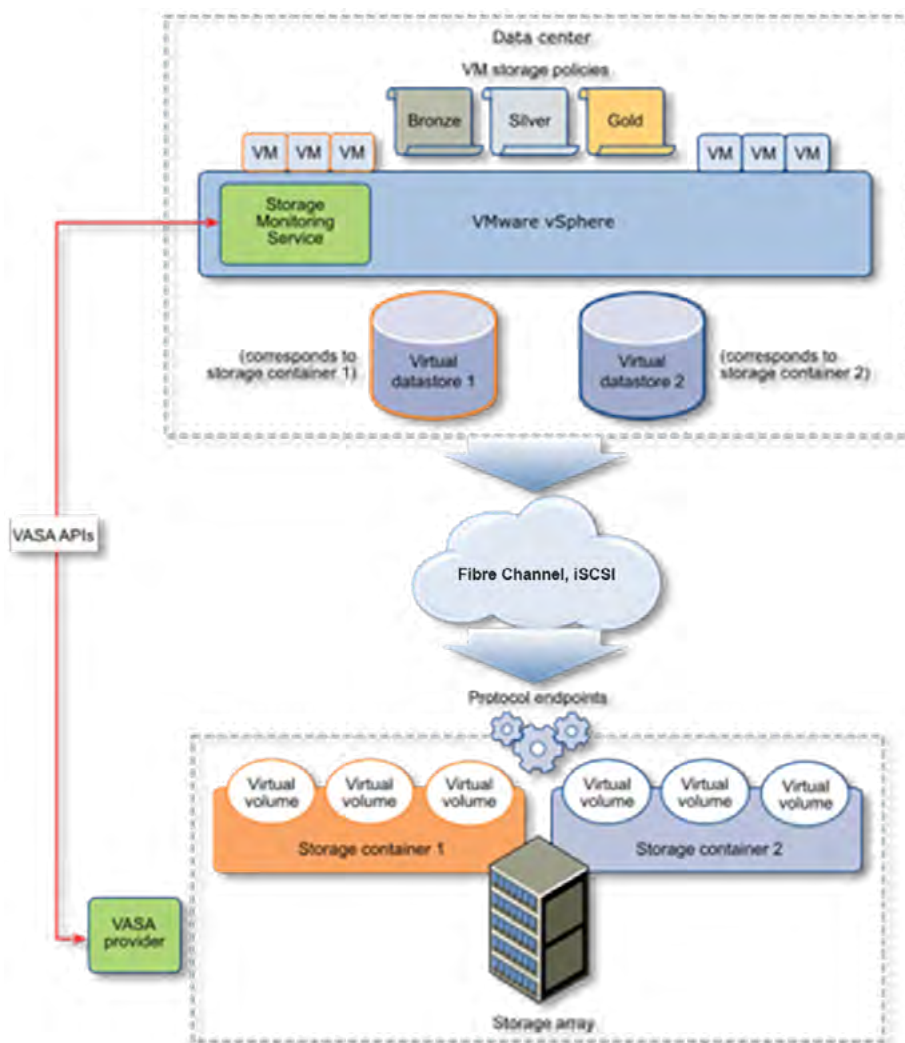 Data center
VM storage policies
Bronze
Silver
Gold
VM
VM
VM
VM
VM
VM
Storage
Monitoring
Service
VMware vSphere
(corresponds to
storage container 1)
Virtual
datastore 1
Virtual
datastore 2
(corresponds to
storage container 2)
VASA APIs
Fibre Channel, iSCSI
Protocol endpoints
Virtual
volume
Virtual
volume
Virtual
volume
Virtual
volume
Virtual
volume
Virtual
volume
Storage container 1
Storage container 2
VASA
provider
Storage array